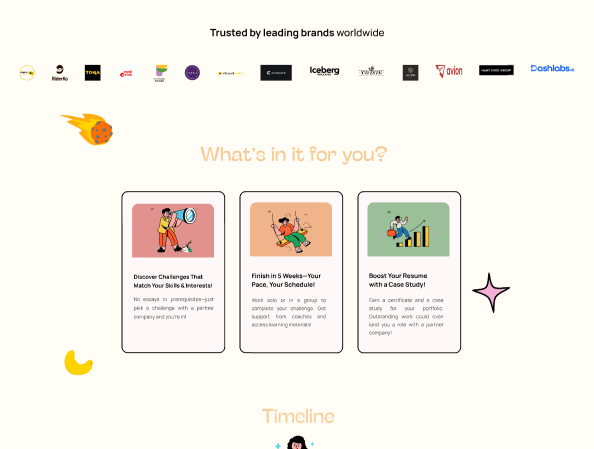 Trusted by leading brands worldwide
Riderflo
TORA
Iceberg
avion
Dashlabs.ai
What's in it for you?
Discover Challenges That
Match Your Skills & Interests!
No essays or prerequisites—just
pick a challenge with a partner
company and you're in!
Finish in 5 Weeks—Your
Pace, Your Schedule!
Work solo or in a group to
complete your challenge. Get
support from coaches and
access learning materials!
Boost Your Resume
with a Case Study!
Earn a certificate and a case
study for your portfolio.
Outstanding work could even
land you a role with a partner
company!
Timeline